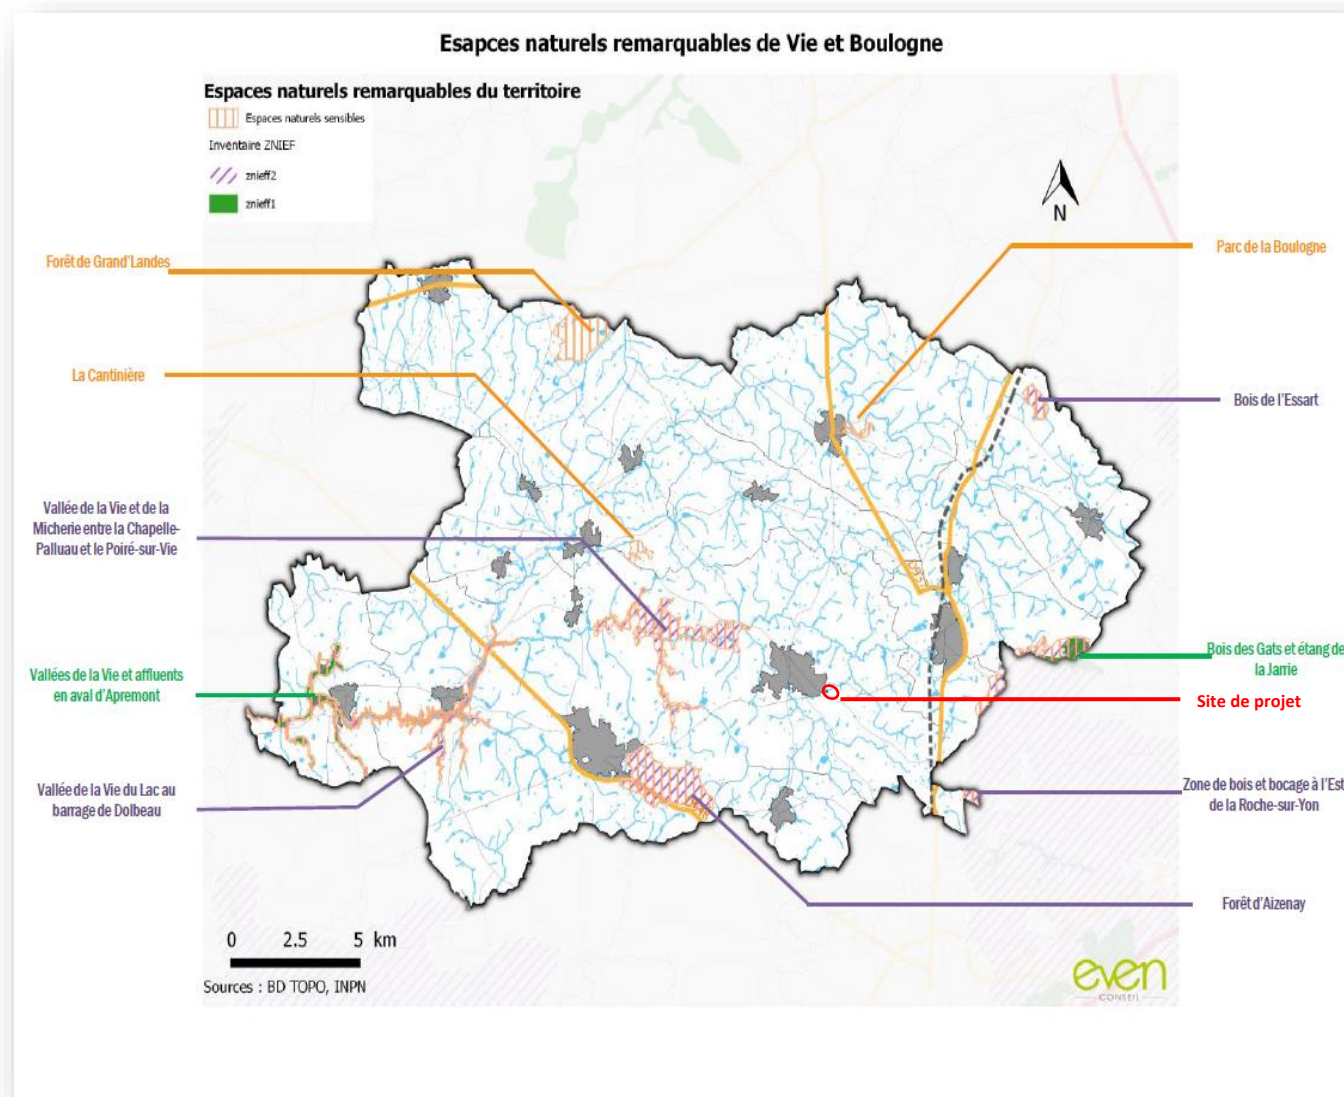 Esapces naturels remarquables de Vie et Boulogne
Espaces naturels remarquables du territoire
Espaces naturels sensibles
Inventaire ZNIEF
znieff2
znieff1
N
Forêt de Grand'Landes
Parc de la Boulogne
La Cantinière
Bois de l'Essart
Vallée de la Vie et de la
Micherie entre la Chapelle-
Palluau et le Poiré-sur-Vie
Bois des Gats et étang de
la Jarrie
Vallées de la Vie et affluents
en aval d'Apremont
Site de projet
Vallée de la Vie du Lac au
barrage de Dolbeau
Zone de bois et bocage à l'Est
de la Roche-sur-Yon
Forêt d'Aizenay
0 2.5 5 km
Sources : BD TOPO, INPN
even
CONSEIL